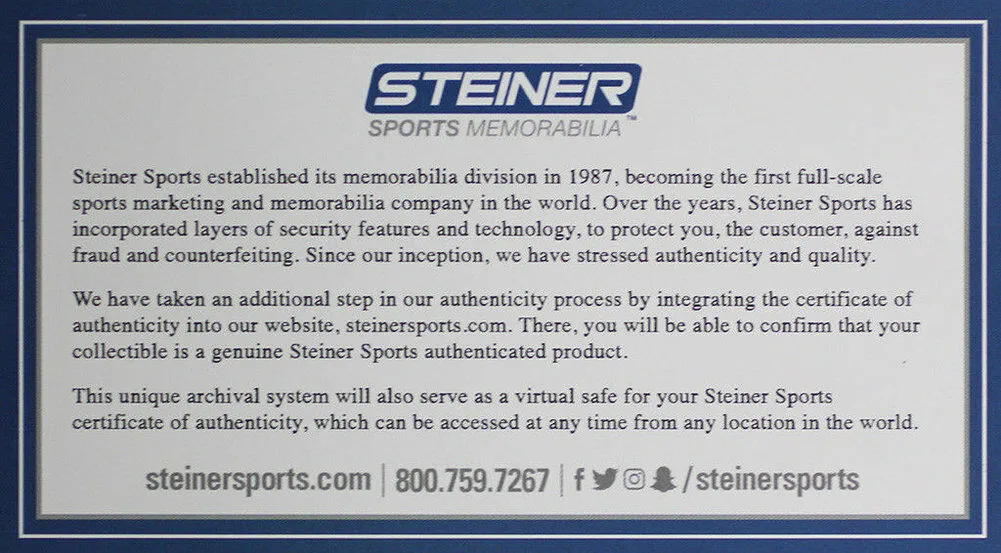 STEINER
SPORTS MEMORABILIA™
Steiner Sports established its memorabilia division in 1987, becoming the first full-scale
sports marketing and memorabilia company in the world. Over the years, Steiner Sports has
incorporated layers of security features and technology, to protect you, the customer, against
fraud and counterfeiting. Since our inception, we have stressed authenticity and quality.
We have taken an additional step in our authenticity process by integrating the certificate of
authenticity into our website, steinersports.com. There, you will be able to confirm that your
collectible is a genuine Steiner Sports authenticated product.
This unique archival system will also serve as a virtual safe for your Steiner Sports
certificate of authenticity, which can be accessed at any time from any location in the world.
steinersports.com | 800.759.7267 | /steinersports